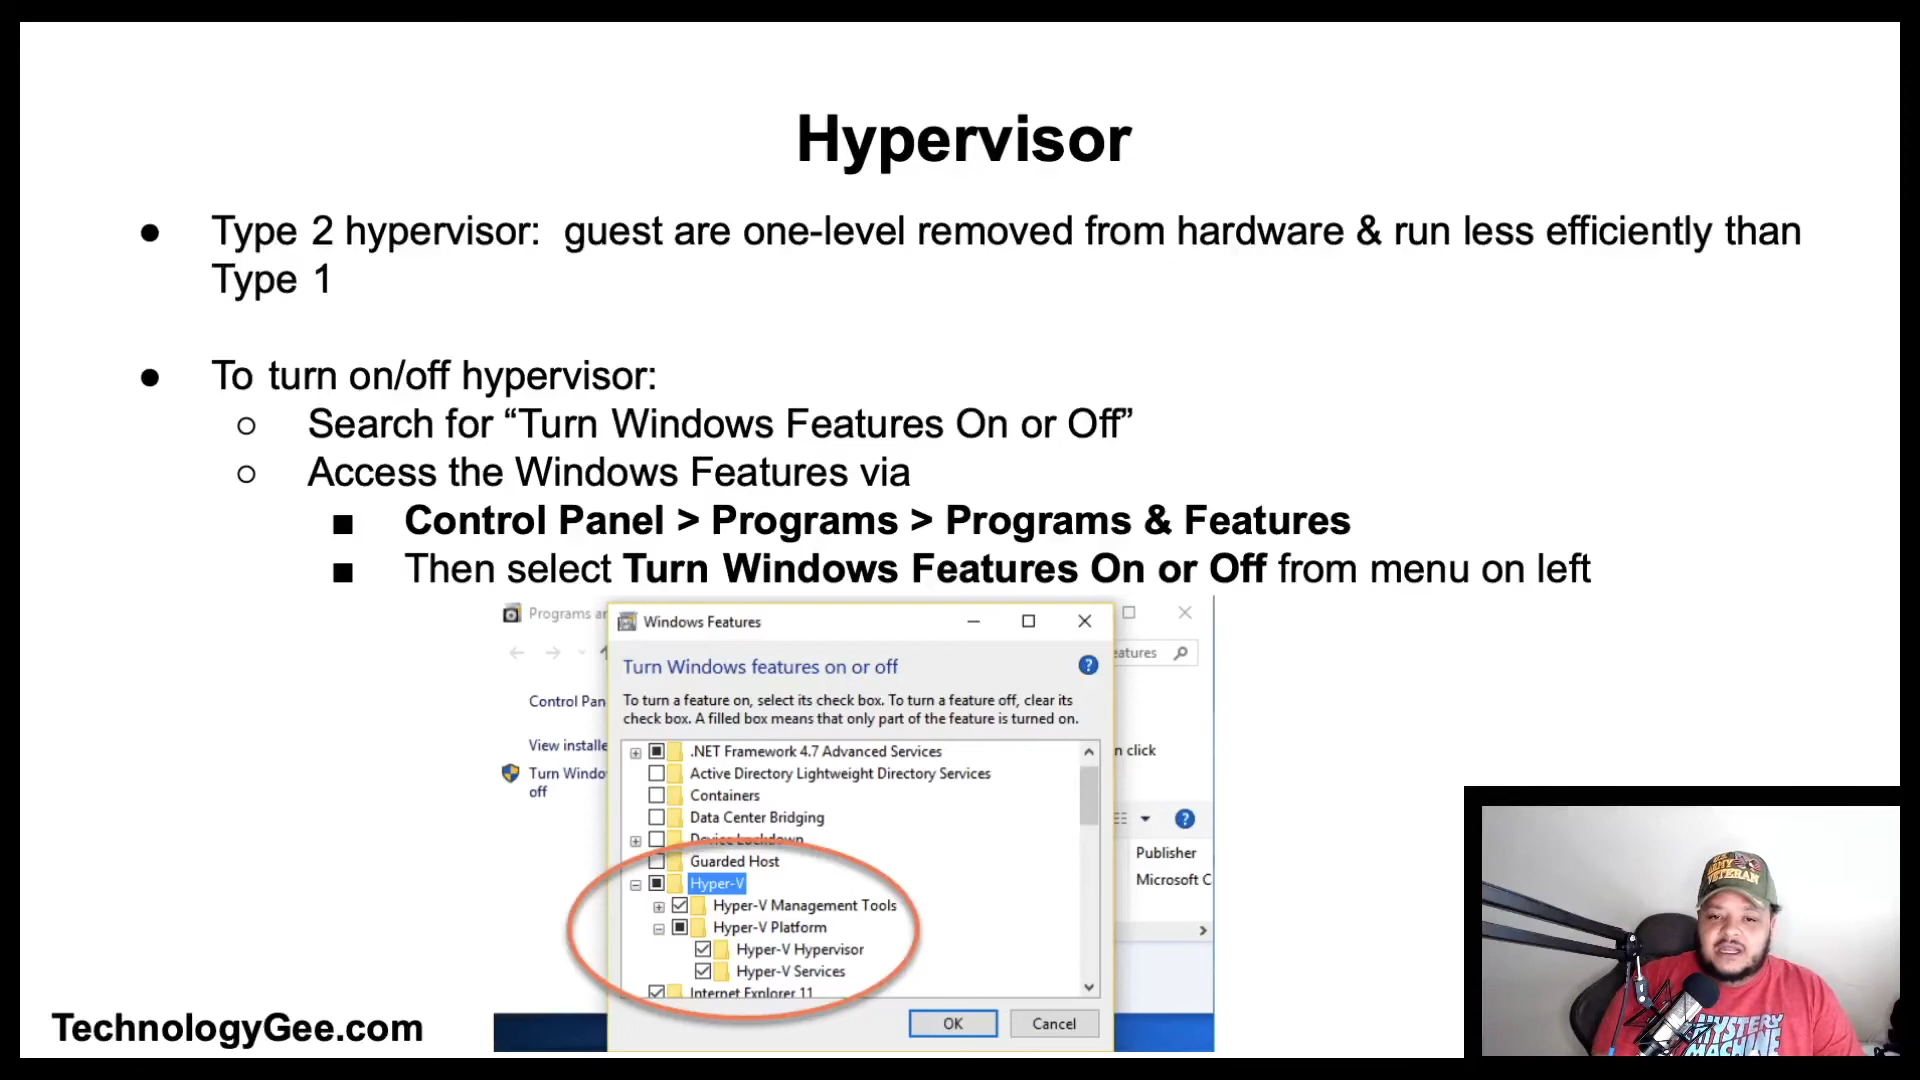 Hypervisor
● Type 2 hypervisor:  guest are one-level removed from hardware & run less efficiently than
Type 1
● To turn on/off hypervisor:
○ Search for “Turn Windows Features On or Off”
○ Access the Windows Features via
■ Control Panel > Programs > Programs & Features
■ Then select Turn Windows Features On or Off from menu on left
Programs
Windows Features
Turn Windows features on or off
To turn a feature on, select its check box. To turn a feature off, clear its
check box. A filled box means that only part of the feature is turned on.
Control Pan
View installe
Turn Windo
off
.NET Framework 4.7 Advanced Services
Active Directory Lightweight Directory Services
Containers
Data Center Bridging
Device Lockdown
Guarded Host
Hyper-V
Hyper-V Management Tools
Hyper-V Platform
Hyper-V Hypervisor
Hyper-V Services
Internet Explorer 11
OK
Cancel
eatures
n click
Publisher
Microsoft C
TechnologyGee.com
U.S.
ARMY
VETERAN
MYSTERY
MACHINE